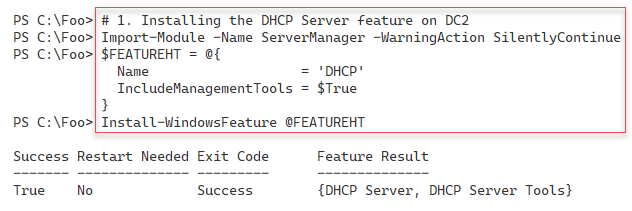 PS C:\Foo> # 1. Installing the DHCP Server feature on DC2
PS C:\Foo> Import-Module -Name ServerManager -WarningAction SilentlyContinue
PS C:\Foo> $FEATUREHT = @{
  Name                   = 'DHCP'
  IncludeManagementTools = $True
}
PS C:\Foo> Install-WindowsFeature @FEATUREHT

Success Restart Needed Exit Code      Feature Result
------- -------------- ---------      --------------
True    No             Success        {DHCP Server, DHCP Server Tools}